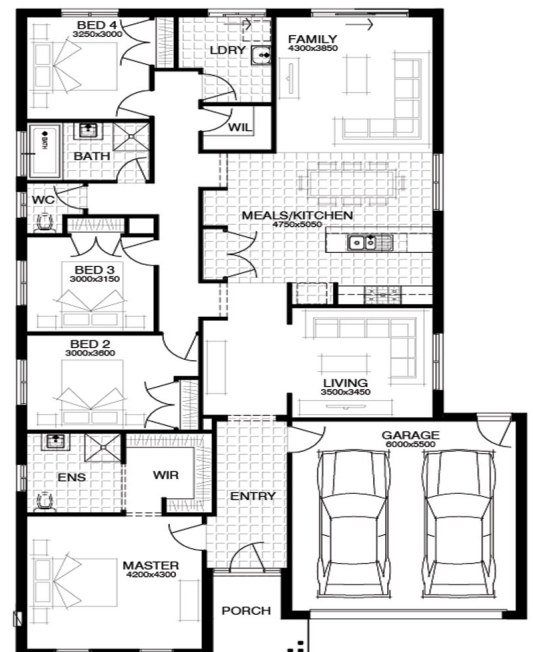 BED 4
3250x3000
LDRY
FAMILY
4300x3850
WIL
BATH
BATH
WC
MEALS/KITCHEN
4750x5050
BED 3
3000x3150
BED 2
3000x3600
LIVING
3500x3450
GARAGE
6000x5500
ENS
WIR
ENTRY
MASTER
4200x4300
PORCH